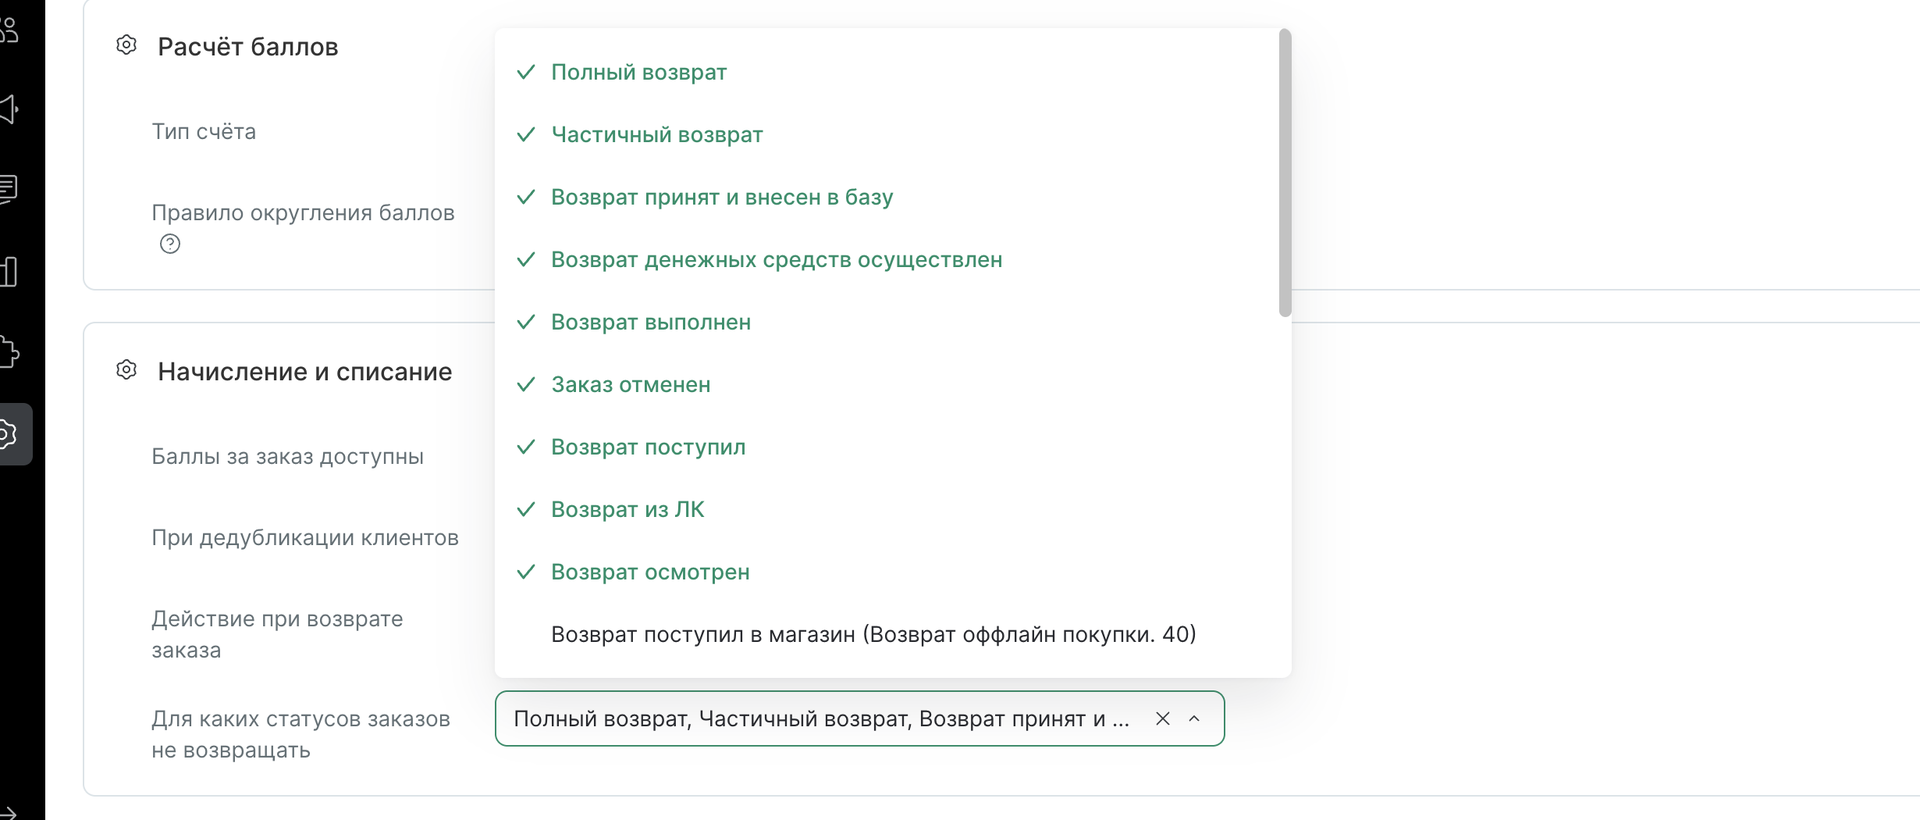 Расчёт баллов
Тип счёта
Правило округления баллов
Начисление и списание
Баллы за заказ доступны
При дедубликации клиентов
Действие при возврате
заказа
Для каких статусов заказов
не возвращать
Полный возврат
Частичный возврат
Возврат принят и внесен в базу
Возврат денежных средств осуществлен
Возврат выполнен
Заказ отменен
Возврат поступил
Возврат из ЛК
Возврат осмотрен
Возврат поступил в магазин (Возврат оффлайн покупки. 40)
Полный возврат, Частичный возврат, Возврат принят и ...